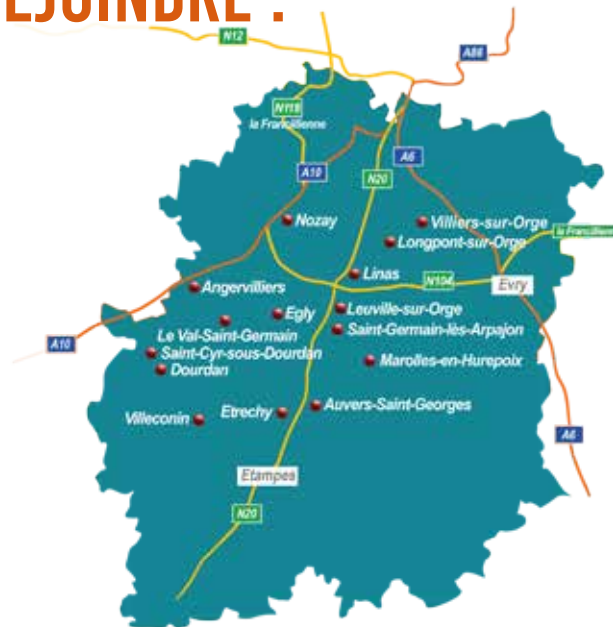 EJOINDRE :
N12
A86
N118
la Francilienne
A10
A6
N20
Nozay
Villiers-sur-Orge
Longpont-sur-Orge
la Francilienne
Linas
N104
Evry
Angervilliers
Egly
Leuville-sur-Orge
Le Val-Saint-Germain
Saint-Germain-lès-Arpajon
A10
Saint-Cyr-sous-Dourdan
Dourdan
Marolles-en-Hurepoix
Villeconin
Etrechy
Auvers-Saint-Georges
A6
Etampes
N20